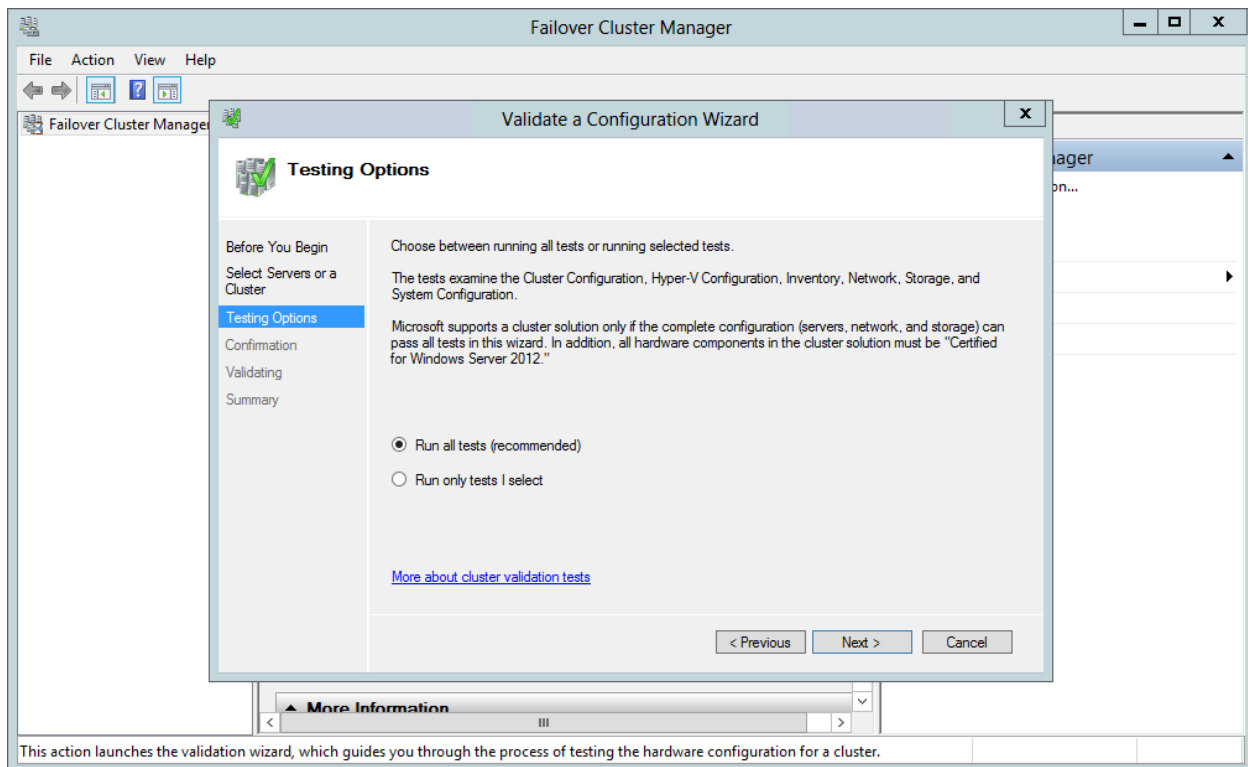 Failover Cluster Manager
File Action View Help
Failover Cluster Manager
Validate a Configuration Wizard
Testing Options
Before You Begin
Select Servers or a
Cluster
Testing Options
Confirmation
Validating
Summary
Choose between running all tests or running selected tests.
The tests examine the Cluster Configuration, Hyper-V Configuration, Inventory, Network, Storage, and
System Configuration.
Microsoft supports a cluster solution only if the complete configuration (servers, network, and storage) can
pass all tests in this wizard. In addition, all hardware components in the cluster solution must be "Certified
for Windows Server 2012."
Run all tests (recommended)
Run only tests I select
More about cluster validation tests
< Previous Next > Cancel
ager
on...
More Information
This action launches the validation wizard, which guides you through the process of testing the hardware configuration for a cluster.